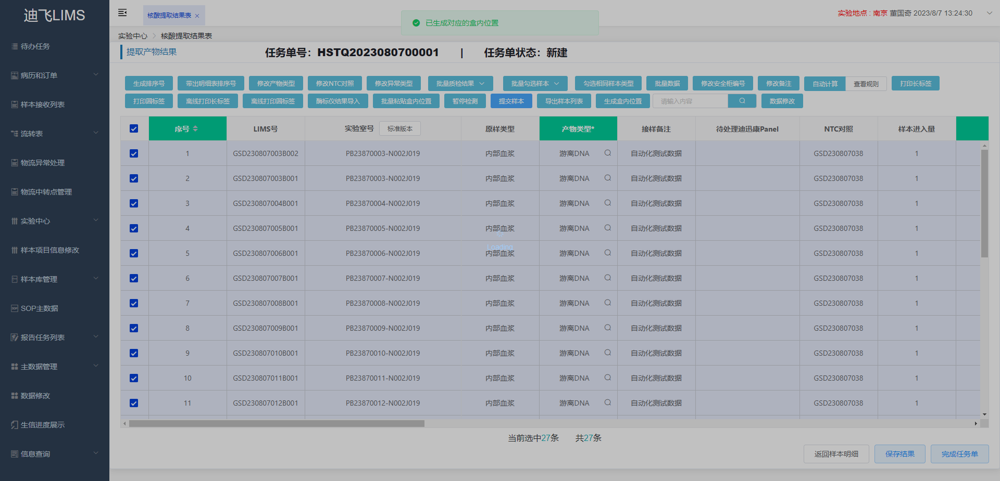 迪飞LIMS
待办任务
病历和订单
样本接收列表
流转表
物流异常处理
物流中转点管理
实验中心
样本项目信息修改
样本库管理
SOP主数据
报告任务列表
主数据管理
数据修改
生信进度展示
信息查询
核酸提取结果表
已生成对应的盒内位置
实验地点 : 南京 董国奇 2023/8/7 13:24:30
实验中心 核酸提取结果表
提取产物结果 任务单号：HSTQ2023080700001 | 任务单状态：新建
生成排序号 带出明细表排序号 修改产物类型 修改NTC对照 修改异常类型 批量质检结果 批量勾选样本 勾选相同样本类型 批量数据 修改安全柜编号 修改备注 自动计算 查看规则 打印长标签
打印圆标签 离线打印长标签 离线打印圆标签 酶标仪结果导入 批量粘贴盒内位置 暂停检测 提交样本 导出样本列表 生成盒内位置 请输入内容 数据修改
序号 LIMS号 实验室号 标准版本 原样类型 产物类型* 接样备注 待处理迪迅康Panel NTC对照 样本进入量
1 GSD230807003B002 PB23870003-N002J019 内部血浆 游离DNA 自动化测试数据 GSD230807038 1
2 GSD230807003B001 PB23870003-N002J019 内部血浆 游离DNA 自动化测试数据 GSD230807038 1
3 GSD230807004B001 PB23870004-N002J019 内部血浆 游离DNA 自动化测试数据 GSD230807038 1
4 GSD230807005B001 PB23870005-N002J019 内部血浆 游离DNA 自动化测试数据 GSD230807038 1
Loading
5 GSD230807006B001 PB23870006-N002J019 内部血浆 游离DNA 自动化测试数据 GSD230807038 1
6 GSD230807007B001 PB23870007-N002J019 内部血浆 游离DNA 自动化测试数据 GSD230807038 1
7 GSD230807008B001 PB23870008-N002J019 内部血浆 游离DNA 自动化测试数据 GSD230807038 1
8 GSD230807009B001 PB23870009-N002J019 内部血浆 游离DNA 自动化测试数据 GSD230807038 1
9 GSD230807010B001 PB23870010-N002J019 内部血浆 游离DNA 自动化测试数据 GSD230807038 1
10 GSD230807011B001 PB23870011-N002J019 内部血浆 游离DNA 自动化测试数据 GSD230807038 1
11 GSD230807012B001 PB23870012-N002J019 内部血浆 游离DNA 自动化测试数据 GSD230807038 1
当前选中27条 共27条
返回样本明细 保存结果 完成任务单